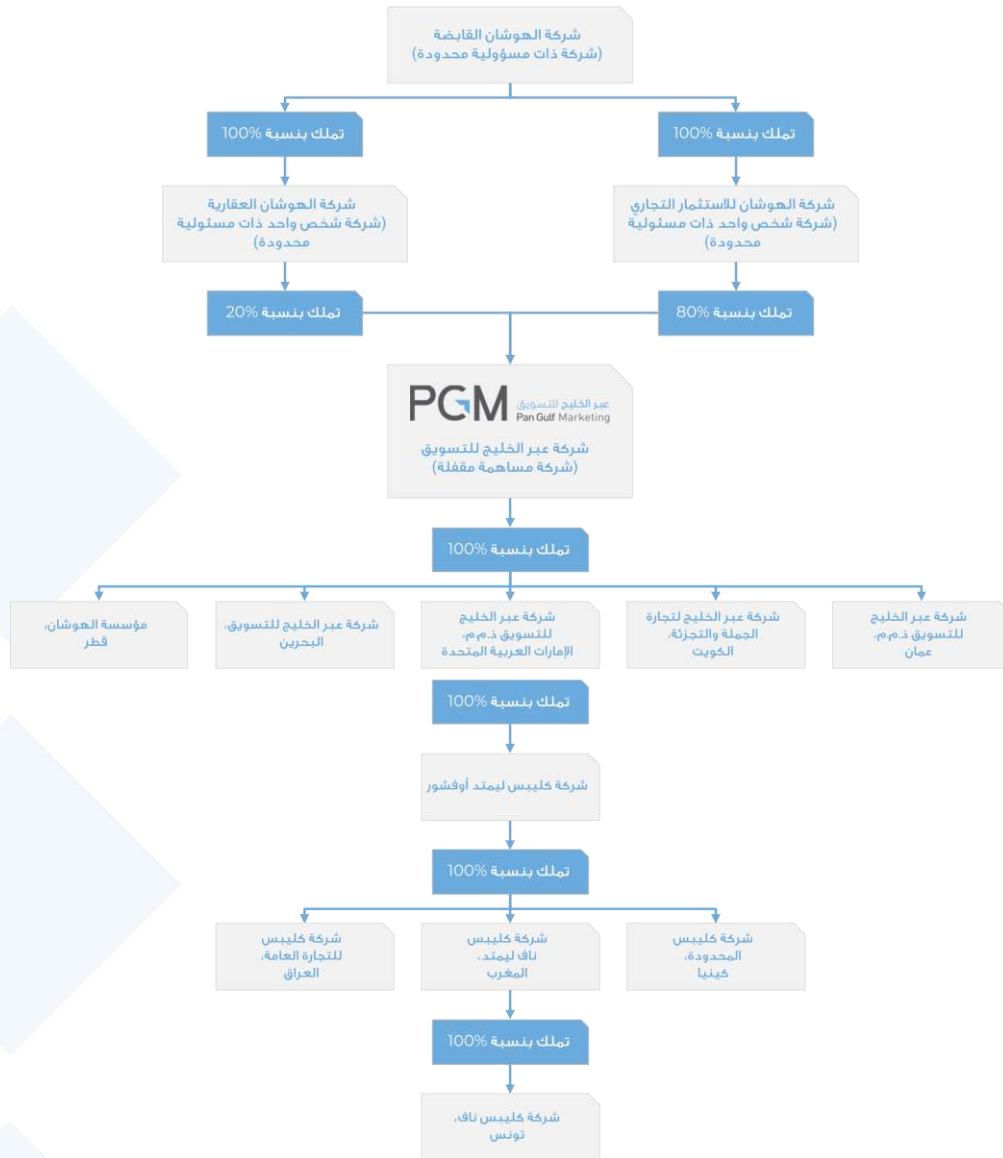 شركة الهوشان القابضة
(شركة ذات مسؤولية محدودة)
تملك بنسبة 100%
تملك بنسبة 100%
شركة الهوشان للاستثمار التجاري
(شركة شخص واحد ذات مسئولية
محدودة)
شركة الهوشان العقارية
(شركة شخص واحد ذات مسئولية
محدودة)
تملك بنسبة 80%
تملك بنسبة 20%
PGM
عبر الخليج للتسويق
Pan Gulf Marketing
شركة عبر الخليج للتسويق
(شركة مساهمة مقفلة)
تملك بنسبة 100%
شركة عبر الخليج
للتسويق ذ.م.م،
عمان
شركة عبر الخليج لتجارة
الجملة والتجزئة،
الكويت
شركة عبر الخليج
للتسويق ذ.م.م،
الإمارات العربية المتحدة
شركة عبر الخليج للتسويق،
البحرين
مؤسسة الهوشان،
قطر
تملك بنسبة 100%
شركة كليبس ليمتد أوفشور
تملك بنسبة 100%
شركة كليبس
المحدودة،
كينيا
شركة كليبس
ناف ليمتد،
المغرب
شركة كليبس
للتجارة العامة،
العراق
تملك بنسبة 100%
شركة كليبس ناف،
تونس